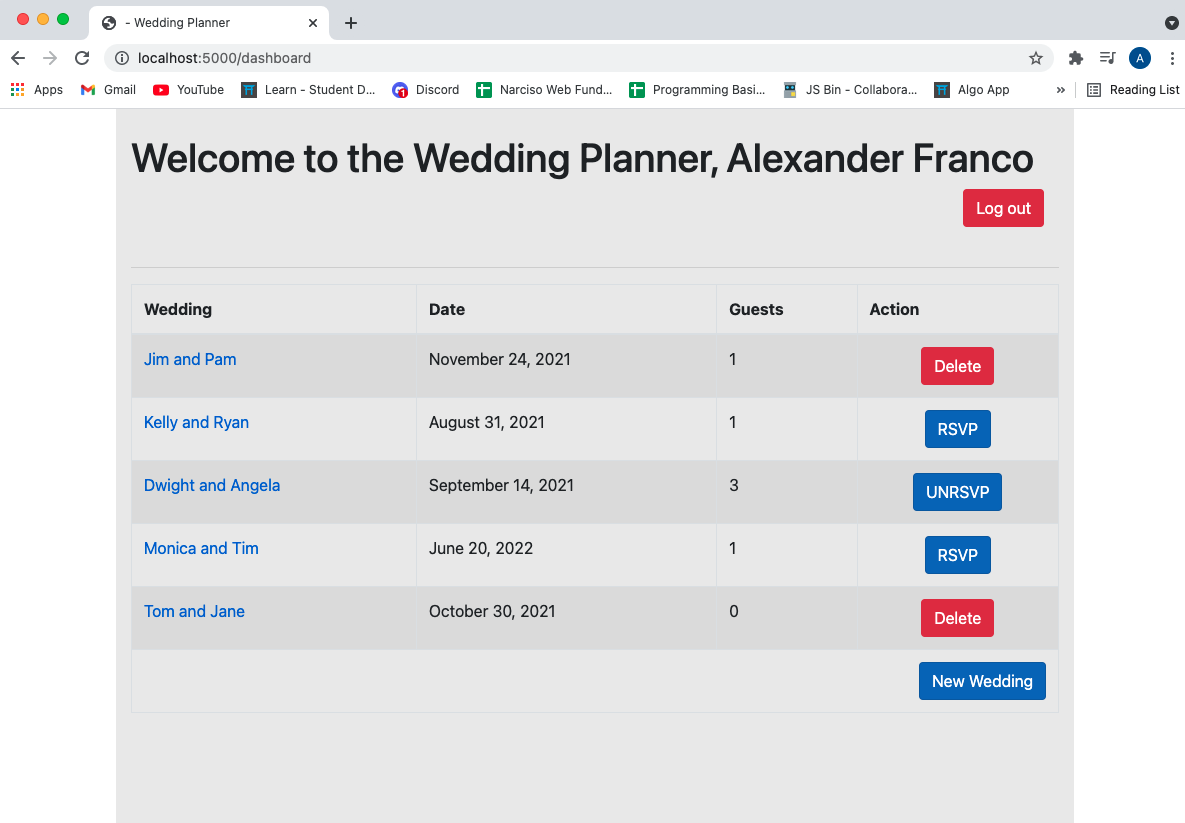 - Wedding Planner
localhost:5000/dashboard
A
Apps Gmail YouTube Learn - Student D... 1 Discord Narciso Web Fund... Programming Basi... JS Bin - Collabora... Algo App » Reading List
Welcome to the Wedding Planner, Alexander Franco
Log out
Wedding Date Guests Action
Jim and Pam November 24, 2021 1 Delete
Kelly and Ryan August 31, 2021 1 RSVP
Dwight and Angela September 14, 2021 3 UNRSVP
Monica and Tim June 20, 2022 1 RSVP
Tom and Jane October 30, 2021 0 Delete
New Wedding